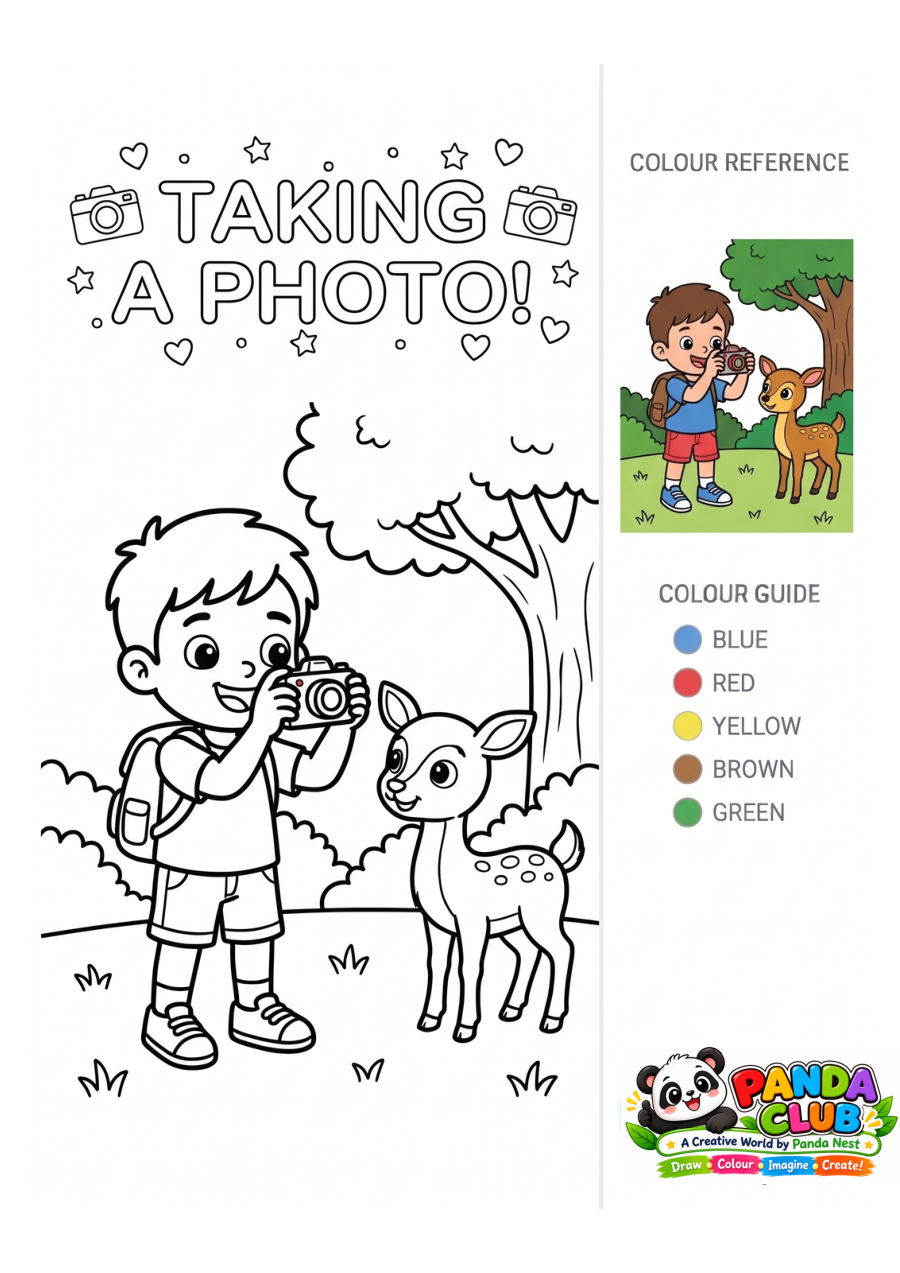 TAKING
A PHOTO!
COLOUR REFERENCE
COLOUR GUIDE
BLUE
RED
YELLOW
BROWN
GREEN
PANDA
CLUB
A Creative World by Panda Nest
Draw • Colour • Imagine • Create!